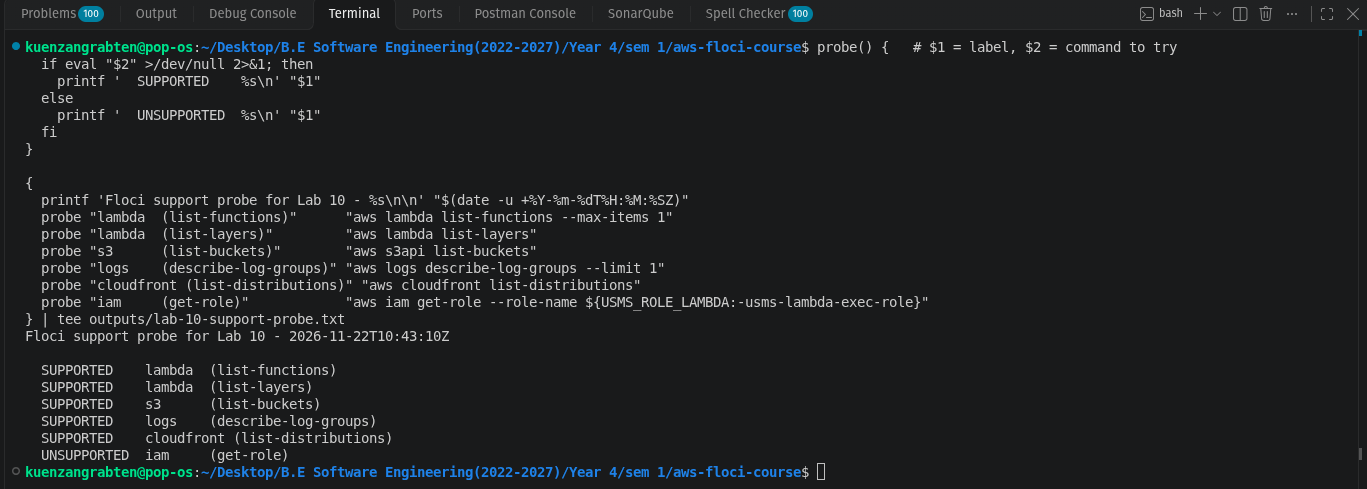 Problems 100 Output Debug Console Terminal Ports Postman Console SonarQube Spell Checker 100 bash
kuenzangrabten@pop-os:~/Desktop/B.E Software Engineering(2022-2027)/Year 4/sem 1/aws-floci-course$ probe() {   # $1 = label, $2 = command to try
  if eval "$2" >/dev/null 2>&1; then
    printf '  SUPPORTED    %s\n' "$1"
  else
    printf '  UNSUPPORTED  %s\n' "$1"
  fi
}
{
  printf 'Floci support probe for Lab 10 - %s\n\n' "$(date -u +%Y-%m-%dT%H:%M:%SZ)"
  probe "lambda  (list-functions)"      "aws lambda list-functions --max-items 1"
  probe "lambda  (list-layers)"         "aws lambda list-layers"
  probe "s3      (list-buckets)"        "aws s3api list-buckets"
  probe "logs    (describe-log-groups)" "aws logs describe-log-groups --limit 1"
  probe "cloudfront (list-distributions)" "aws cloudfront list-distributions"
  probe "iam     (get-role)"            "aws iam get-role --role-name ${USMS_ROLE_LAMBDA:-usms-lambda-exec-role}"
} | tee outputs/lab-10-support-probe.txt
Floci support probe for Lab 10 - 2026-11-22T10:43:10Z
  SUPPORTED    lambda  (list-functions)
  SUPPORTED    lambda  (list-layers)
  SUPPORTED    s3      (list-buckets)
  SUPPORTED    logs    (describe-log-groups)
  SUPPORTED    cloudfront (list-distributions)
  UNSUPPORTED  iam     (get-role)
kuenzangrabten@pop-os:~/Desktop/B.E Software Engineering(2022-2027)/Year 4/sem 1/aws-floci-course$